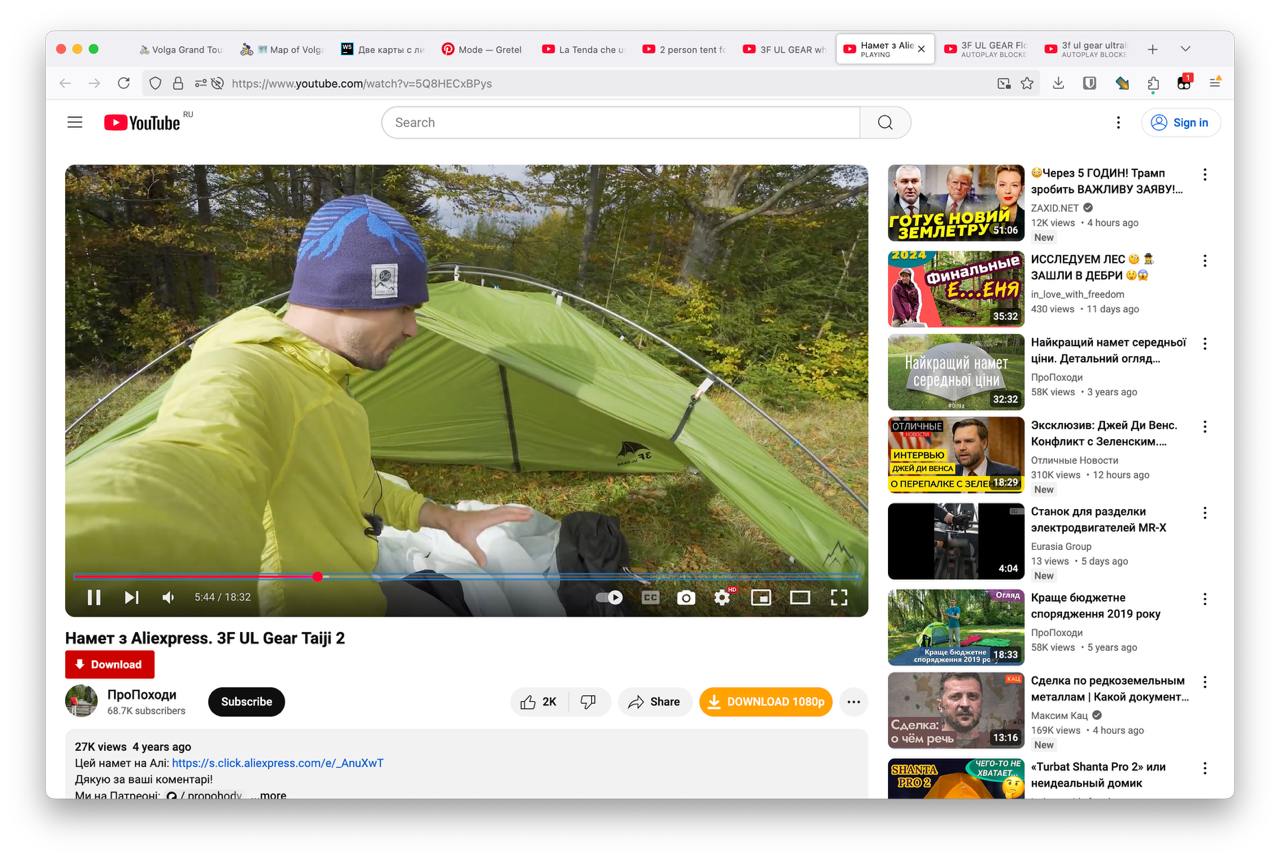 Volga Grand Tou
Map of Volga
WS
Две карты с ли
Mode — Gretel
La Tenda che u
2 person tent fo
3F UL GEAR wh
Намет з Alie
PLAYING
3F UL GEAR Flo
AUTOPLAY BLOCKE
3f ul gear ultral
AUTOPLAY BLOCKE
https://www.youtube.com/watch?v=5Q8HECxBPys
1
YouTube RU
Search
Sign in
3F UL GEAR
5:44 / 18:32
CC
HD
Намет з Aliexpress. 3F UL Gear Taiji 2
Download
ПроПоходи
68.7K subscribers
Subscribe
2K
Share
DOWNLOAD 1080p
27K views 4 years ago
Цей намет на Алі: https://s.click.aliexpress.com/e/_AnuXwT
Дякую за ваші коментарі!
Ми на Патреоні: / propohody ...more
ГОТУЄ НОВИЙ
ЗЕМЛЕТРУ
51:06
😳Через 5 ГОДИН! Трамп
зробить ВАЖЛИВУ ЗАЯВУ!...
ZAXID.NET
12K views • 4 hours ago
New
2024
Финальные
Е...ЕНЯ
35:32
ИССЛЕДУЕМ ЛЕС
ЗАШЛИ В ДЕБРИ
in_love_with_freedom
430 views • 11 days ago
Найкращий намет
середньої ціни
32:32
Найкращий намет середньої
ціни. Детальний огляд...
ПроПоходи
58K views • 3 years ago
ОТЛИЧНЫЕ
НОВОСТИ
ИНТЕРВЬЮ
ДЖЕЙ ДИ ВЕНСА
О ПЕРЕПАЛКЕ С ЗЕЛЕН
18:29
Эксклюзив: Джей Ди Венс.
Конфликт с Зеленским....
Отличные Новости
310K views • 12 hours ago
New
4:04
Станок для разделки
электродвигателей MR-X
Eurasia Group
13 views • 5 days ago
New
Огляд
Краще бюджетне
спорядження 2019 ро
18:33
Краще бюджетне
спорядження 2019 року
ПроПоходи
58K views • 5 years ago
КАЦ
Сделка:
о чём речь
13:16
Сделка по редкоземельным
металлам | Какой документ...
Максим Кац
169K views • 4 hours ago
New
SHANTA
PRO 2
ЧЕГО-ТО НЕ
ХВАТАЕТ...
«Turbat Shanta Pro 2» или
неидеальный домик